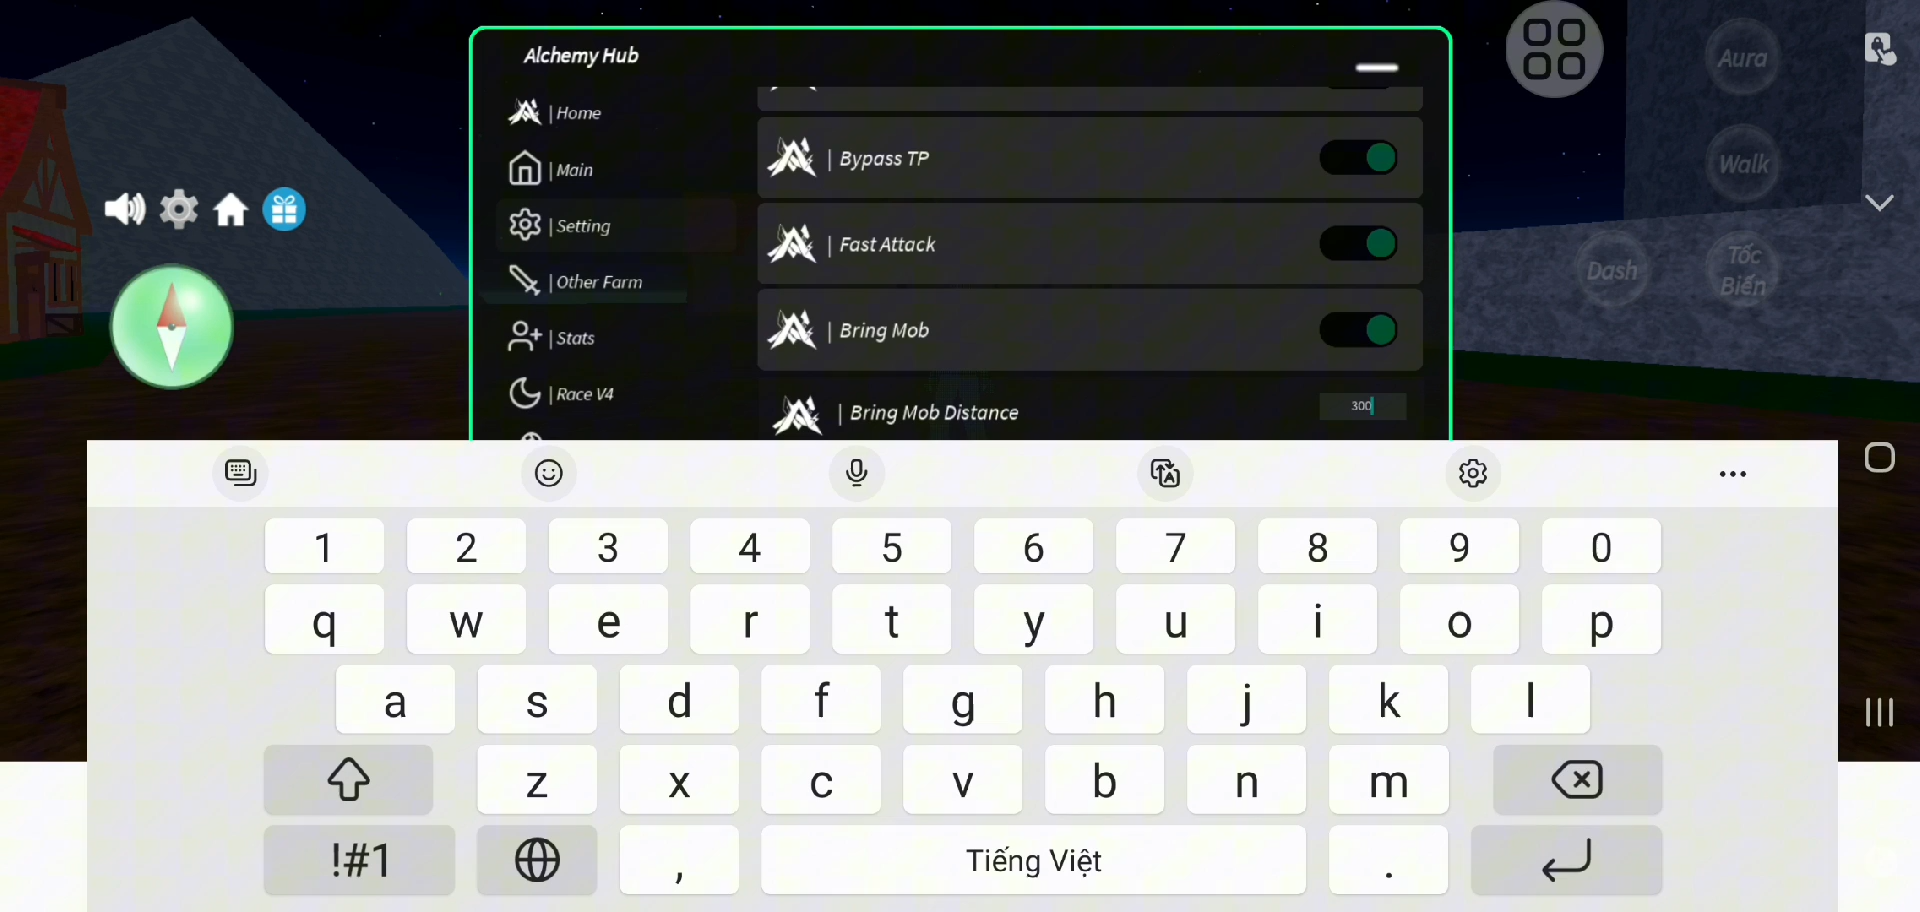 Alchemy Hub
| Home
| Main
| Setting
| Other Farm
| Stats
| Race V4
| Bypass TP
| Fast Attack
| Bring Mob
| Bring Mob Distance
300
Aura
Walk
Dash
Tốc
Biến
1 2 3 4 5 6 7 8 9 0
q w e r t y u i o p
a s d f g h j k l
z x c v b n m
!#1 , Tiếng Việt .